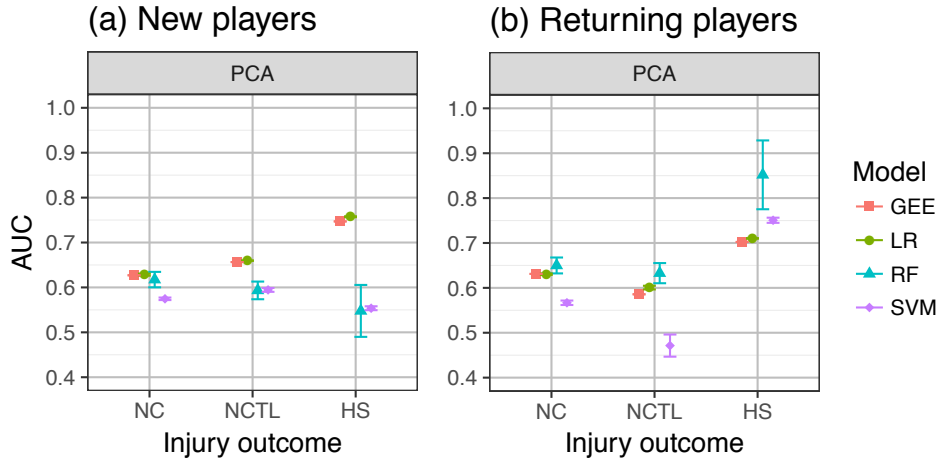 (a) New players
PCA
AUC
1.0
0.9
0.8
0.7
0.6
0.5
0.4
NC NCTL HS
Injury outcome
(b) Returning players
PCA
1.0
0.9
0.8
0.7
0.6
0.5
0.4
NC NCTL HS
Injury outcome
Model
GEE
LR
RF
SVM